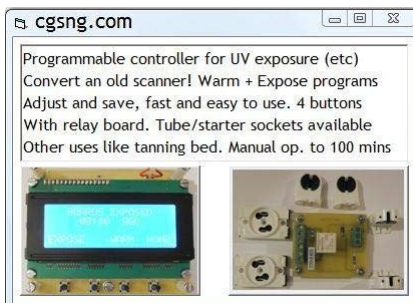 cgsng.com
Programmable controller for UV exposure (etc)
Convert an old scanner! Warm + Expose programs
Adjust and save, fast and easy to use. 4 buttons
With relay board. Tube/starter sockets available
Other uses like tanning bed. Manual op. to 100 mins
EXPOSE WARM